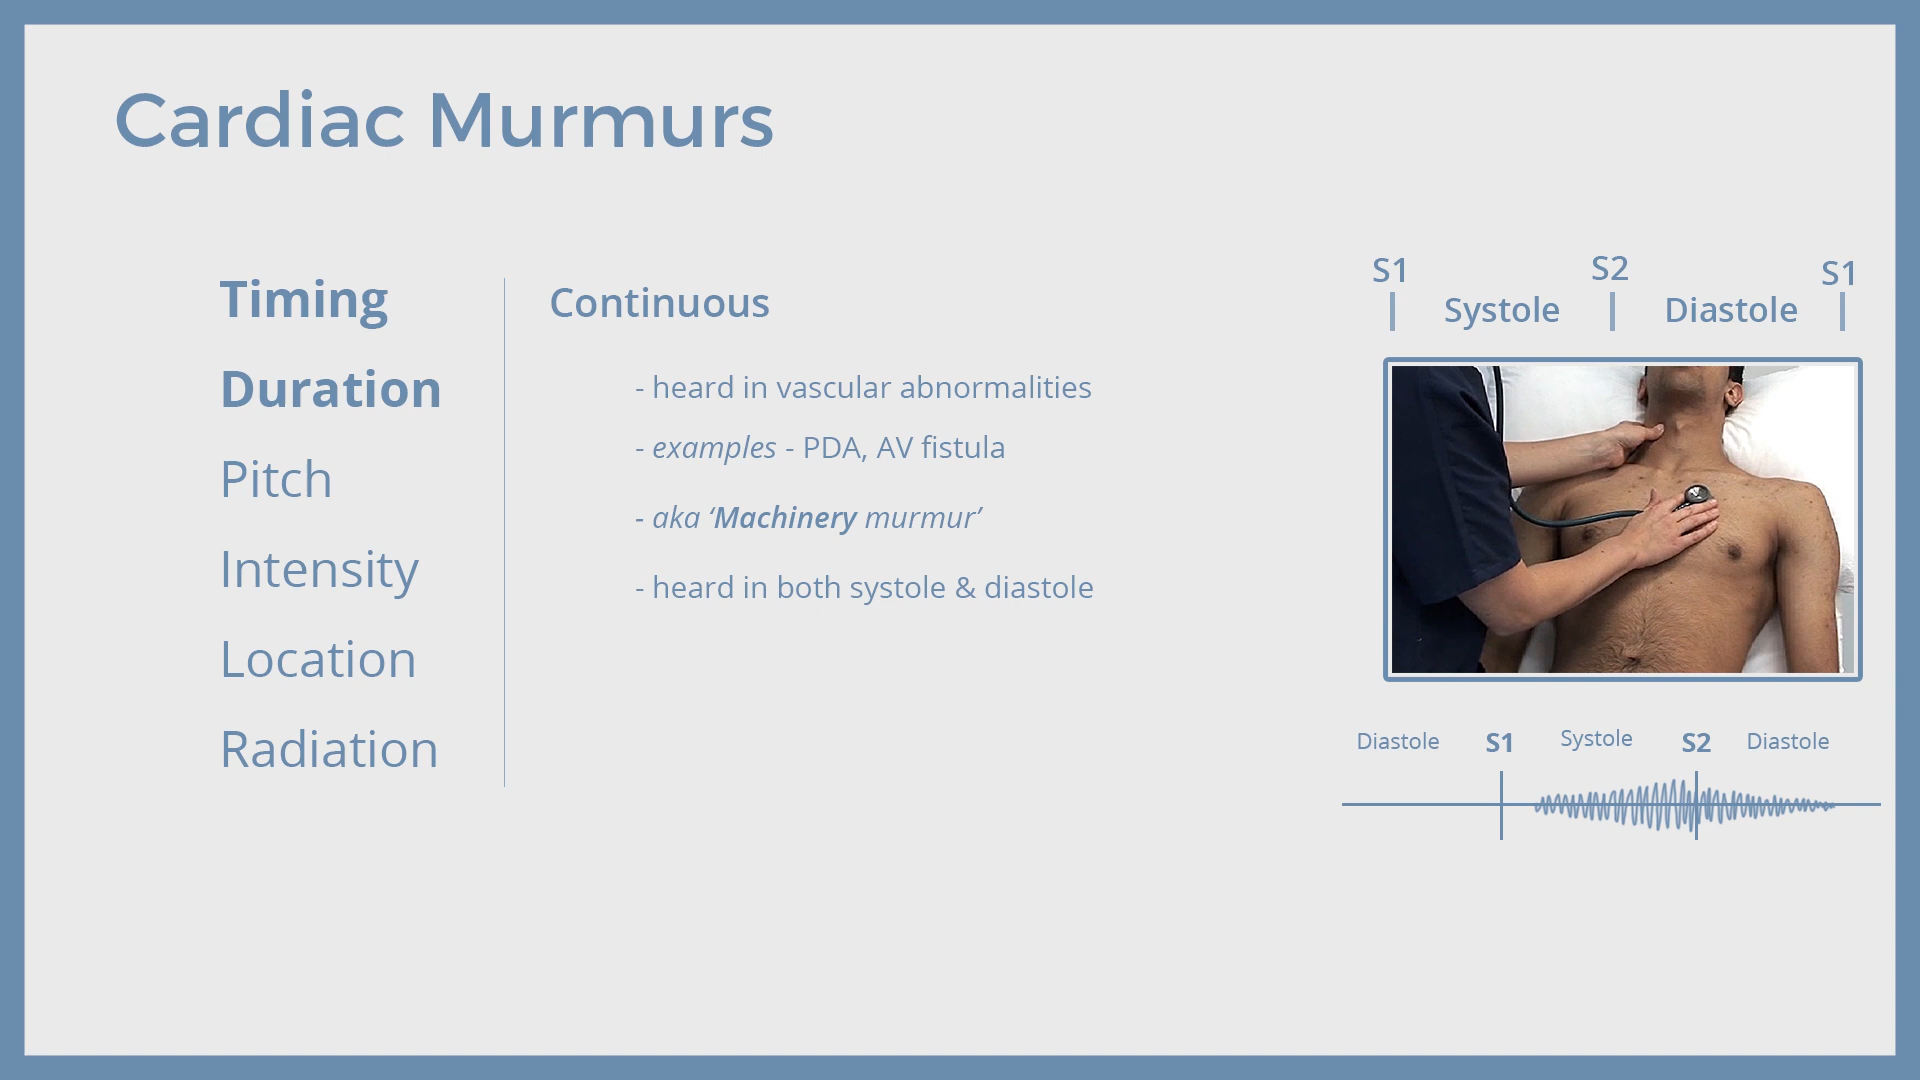 Cardiac Murmurs
Timing
Duration
Pitch
Intensity
Location
Radiation
Continuous
- heard in vascular abnormalities
- examples - PDA, AV fistula
- aka ‘Machinery murmur’
- heard in both systole & diastole
S1 Systole S2 Diastole S1
Diastole S1 Systole S2 Diastole